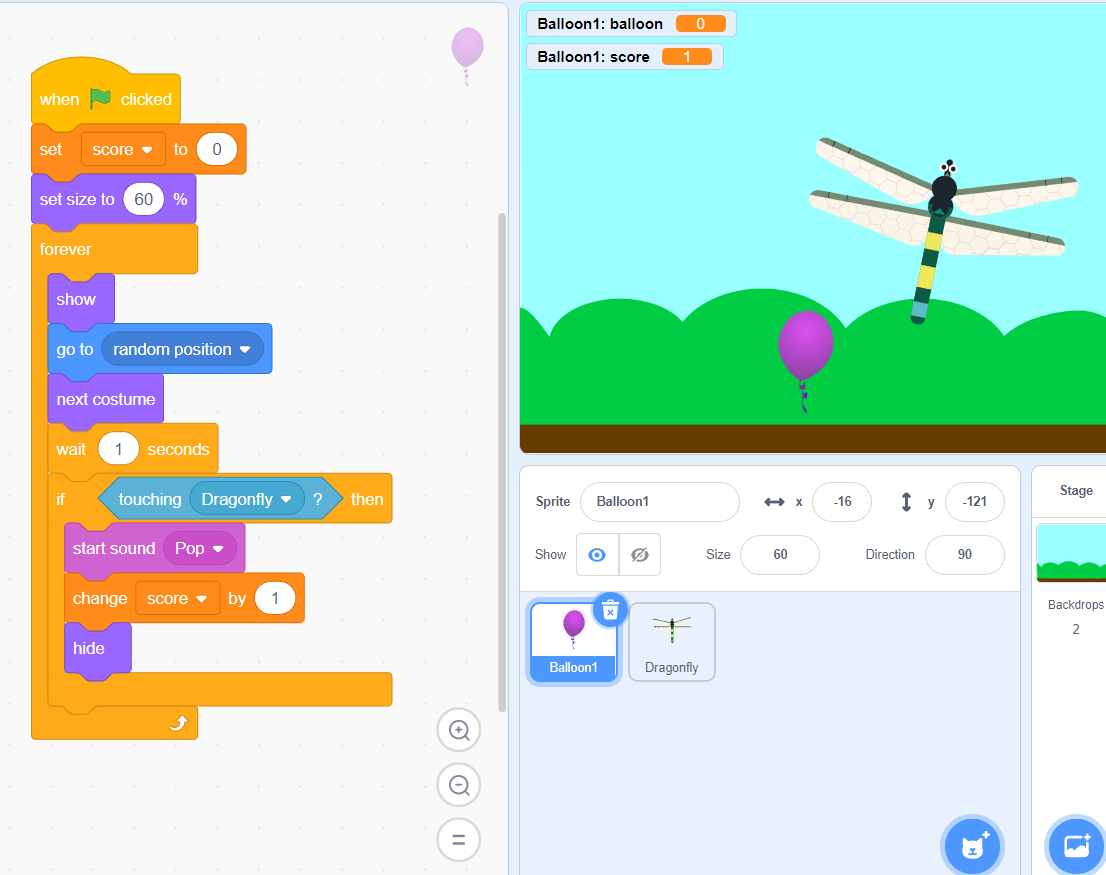 when clicked
set score to 0
set size to 60 %
forever
show
go to random position
next costume
wait 1 seconds
if touching Dragonfly ? then
start sound Pop
change score by 1
hide
Balloon1: balloon 0
Balloon1: score 1
Sprite Balloon1 x -16 y -121
Show Size 60 Direction 90
Balloon1
Dragonfly
Stage
Backdrops
2